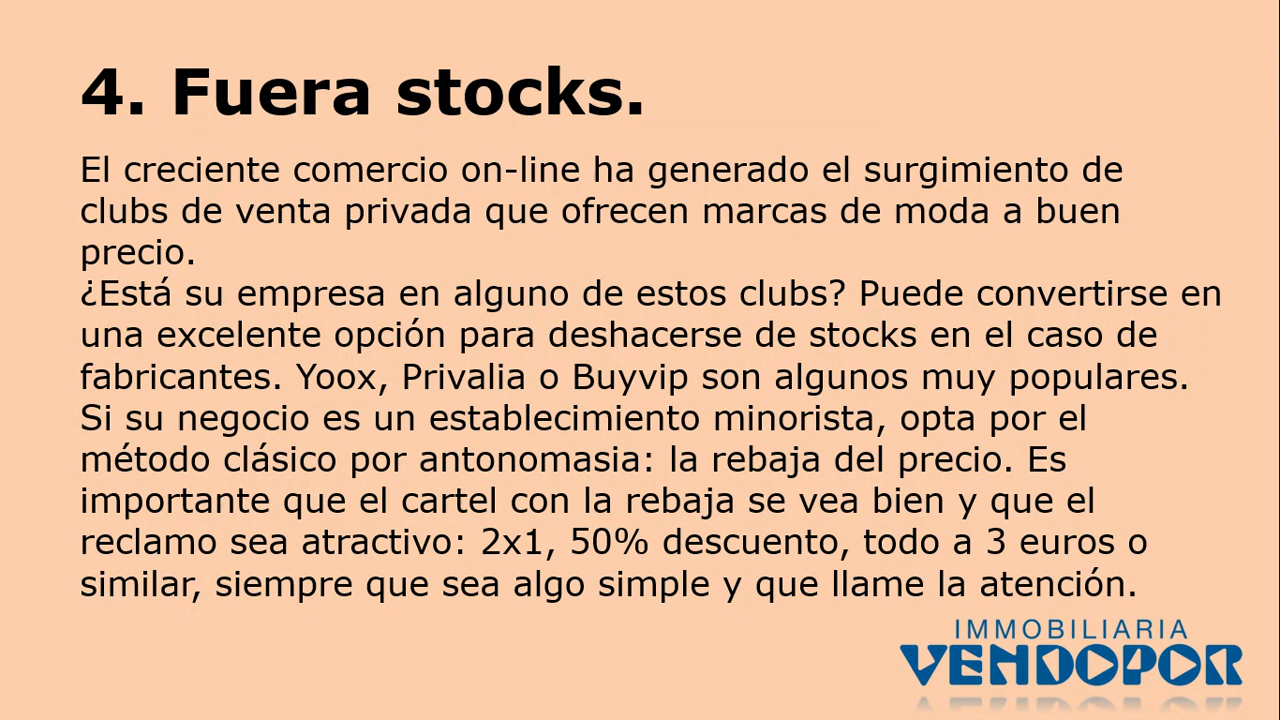 4. Fuera stocks.
El creciente comercio on-line ha generado el surgimiento de
clubs de venta privada que ofrecen marcas de moda a buen
precio.
¿Está su empresa en alguno de estos clubs? Puede convertirse en
una excelente opción para deshacerse de stocks en el caso de
fabricantes. Yoox, Privalia o Buyvip son algunos muy populares.
Si su negocio es un establecimiento minorista, opta por el
método clásico por antonomasia: la rebaja del precio. Es
importante que el cartel con la rebaja se vea bien y que el
reclamo sea atractivo: 2x1, 50% descuento, todo a 3 euros o
similar, siempre que sea algo simple y que llame la atención.
IMMOBILIARIA
VENDOPOR